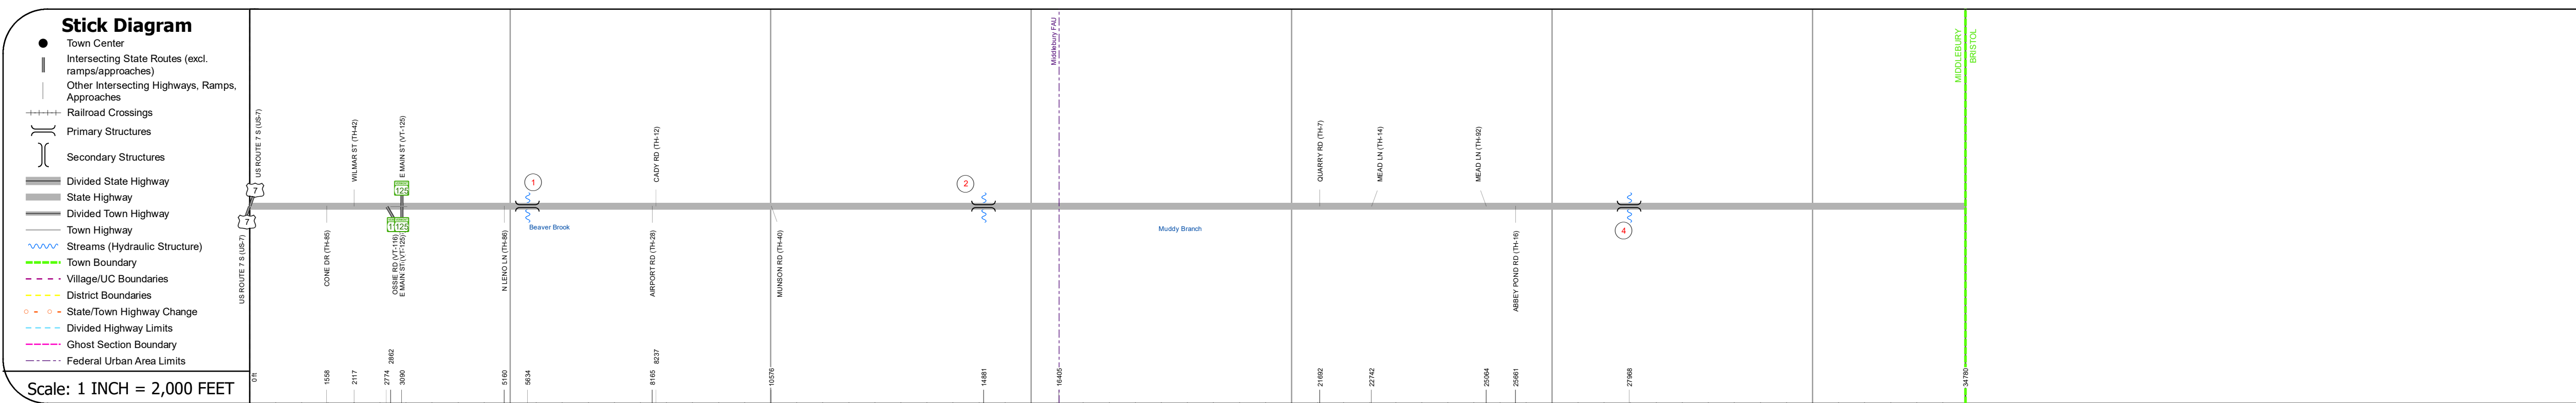 Stick Diagram
Town Center
Intersecting State Routes (excl.
ramps/approaches)
Other Intersecting Highways, Ramps,
Approaches
Railroad Crossings
Primary Structures
Secondary Structures
Divided State Highway
State Highway
Divided Town Highway
Town Highway
Streams (Hydraulic Structure)
Town Boundary
Village/UC Boundaries
District Boundaries
State/Town Highway Change
Divided Highway Limits
Ghost Section Boundary
Federal Urban Area Limits
Scale: 1 INCH = 2,000 FEET
US ROUTE 7 S (US-7)
7
7
US ROUTE 7 S (US-7)
CONE DR (TH-85)
WILMAR ST (TH-42)
E MAIN ST (VT-125)
125
125
OSSIE RD (VT-116)
E MAIN ST (VT-125)
N LENO LN (TH-86)
1
Beaver Brook
CADY RD (TH-12)
AIRPORT RD (TH-28)
MUNSON RD (TH-40)
2
Middlebury FAU
Muddy Branch
QUARRY RD (TH-7)
MEAD LN (TH-14)
MEAD LN (TH-92)
ABBEY POND RD (TH-16)
4
MIDDLEBURY
BRISTOL
0 ft
1558
2117
2774
2862
3090
5160
5634
8165
8237
10576
14881
16405
21692
22742
25064
25661
27968
34780